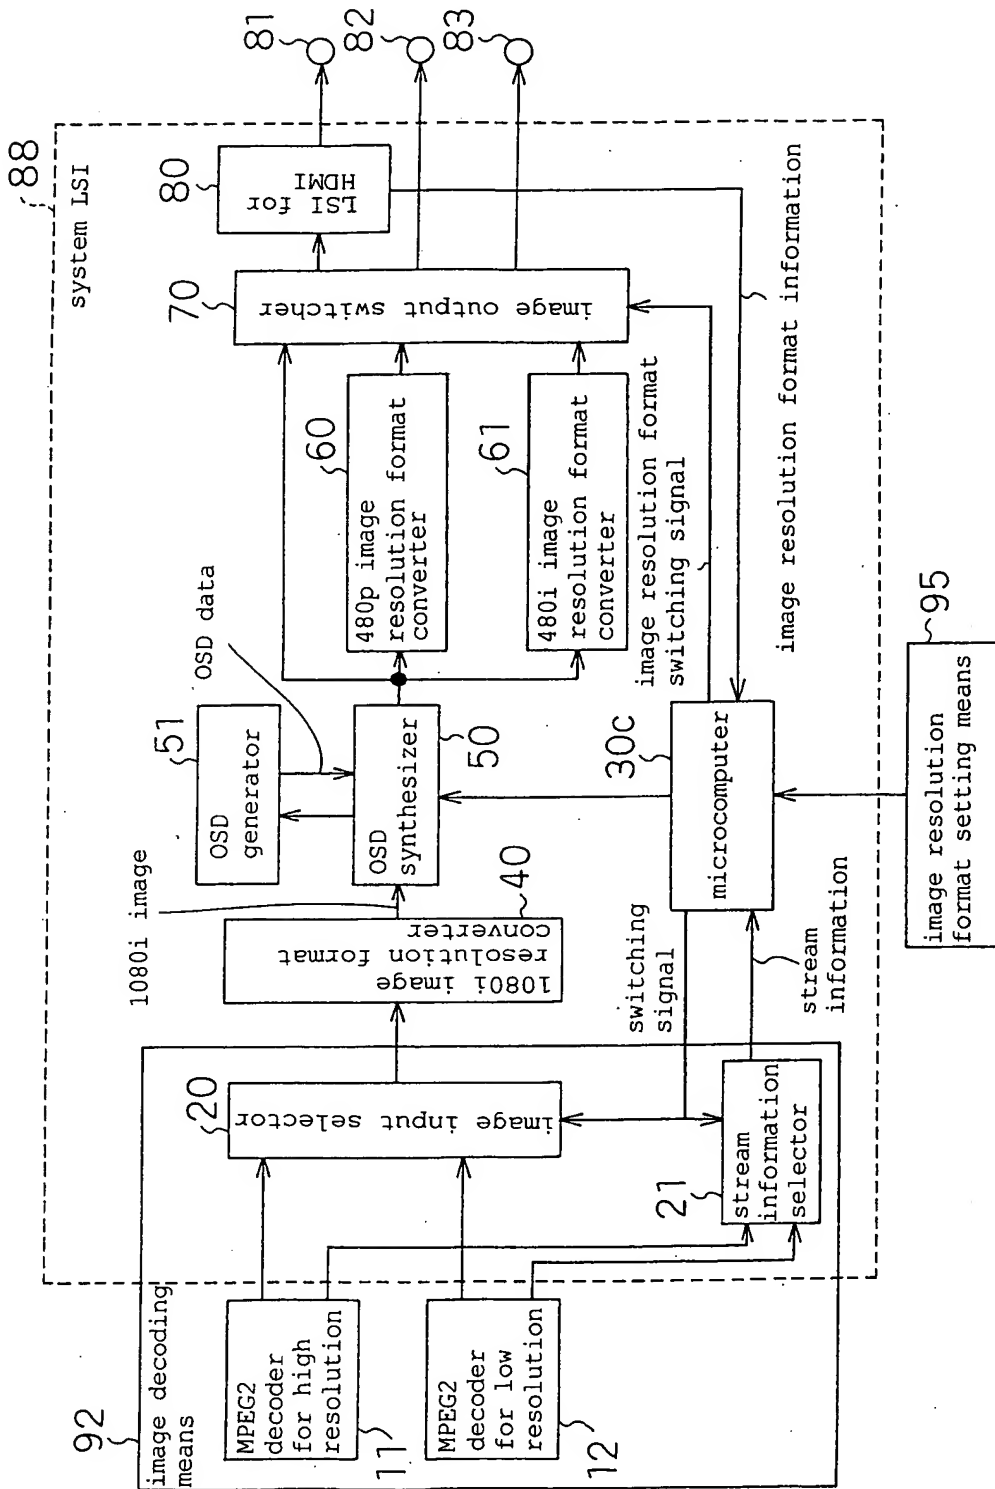 88
system LSI
81
82
83
80
LSI for
HDMI
70
image output switcher
60
480p image
resolution format
converter
61
480i image
resolution format
converter
image resolution format
switching signal
image resolution format information
OSD data
51
OSD
generator
50
OSD
synthesizer
30c
microcomputer
95
image resolution
format setting means
1080i image
40
1080i image
resolution format
converter
switching
signal
stream
information
20
image input selector
21
stream
information
selector
92
image decoding
means
MPEG2
decoder
for high
resolution
11
MPEG2
decoder
for low
resolution
12